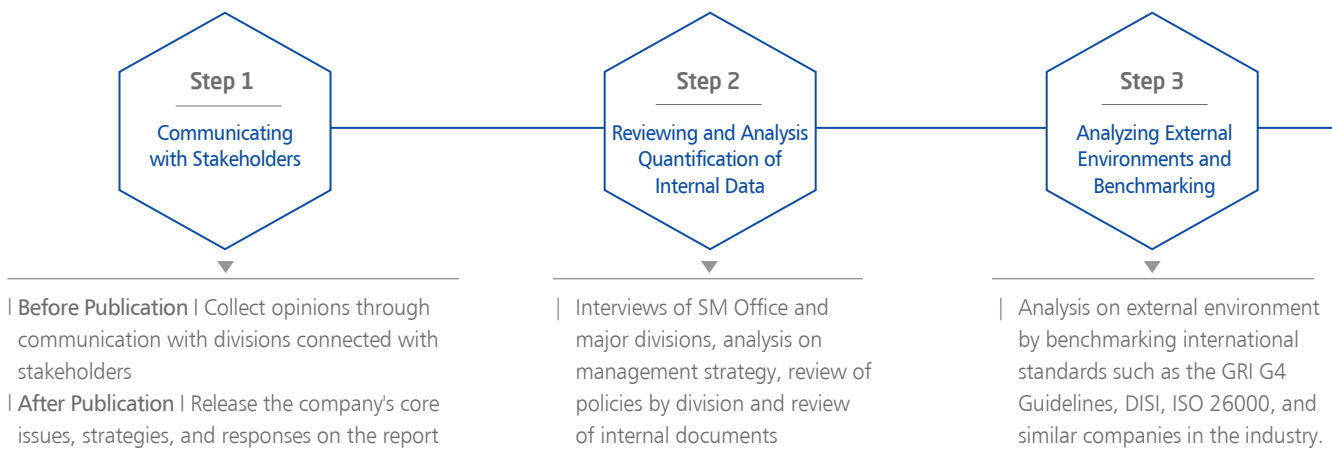 Step 1
Communicating
with Stakeholders
| Before Publication | Collect opinions through
communication with divisions connected with
stakeholders
| After Publication | Release the company's core
issues, strategies, and responses on the report
Step 2
Reviewing and Analysis
Quantification of
Internal Data
| Interviews of SM Office and
major divisions, analysis on
management strategy, review of
policies by division and review
of internal documents
Step 3
Analyzing External
Environments and
Benchmarking
| Analysis on external environment
by benchmarking international
standards such as the GRI G4
Guidelines, DISI, ISO 26000, and
similar companies in the industry.